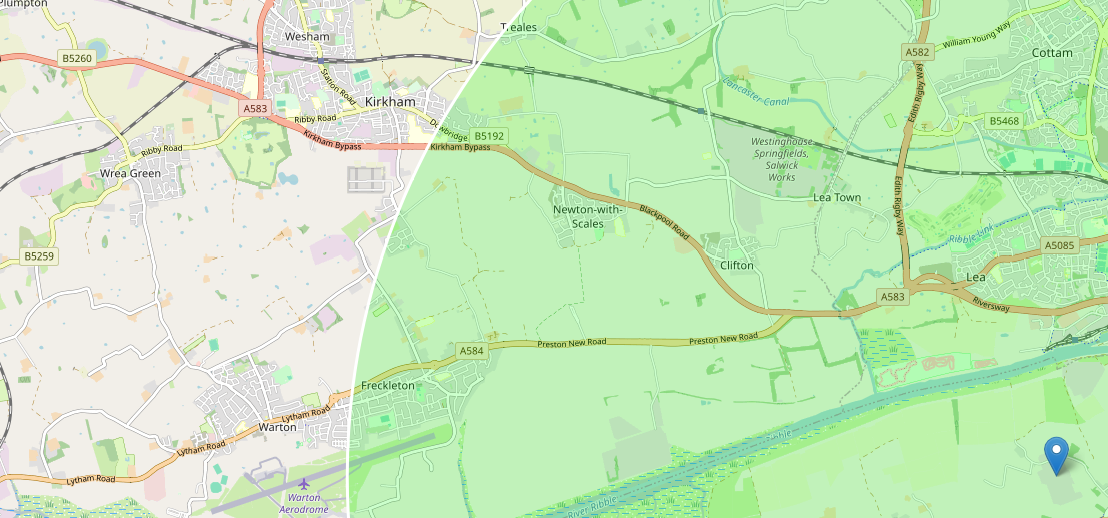 Plumpton
T.eales
Wesham
William Young Way
A582
Cottam
B5260
Station Road
Lancaster Canal
Edith Rigby Way
Kirkham
A583
Ribby Road
Dowbridge
B5468
Kirkham Bypass
B5192
Kirkham Bypass
Westinghouse
Springfields,
Salwick
Works
Ribby Road
Wrea Green
Edith Rigby Way
Lea Town
Newton-with-
Scales
Blackpool Road
Ribble Link
A5085
B5259
Clifton
Lea
A583
Riversway
Preston New Road
Preston New Road
A584
Freckleton
Lytham Road
Warton
Ribble
Lytham Road
Lytham Road
Warton
Aerodrome
River Ribble